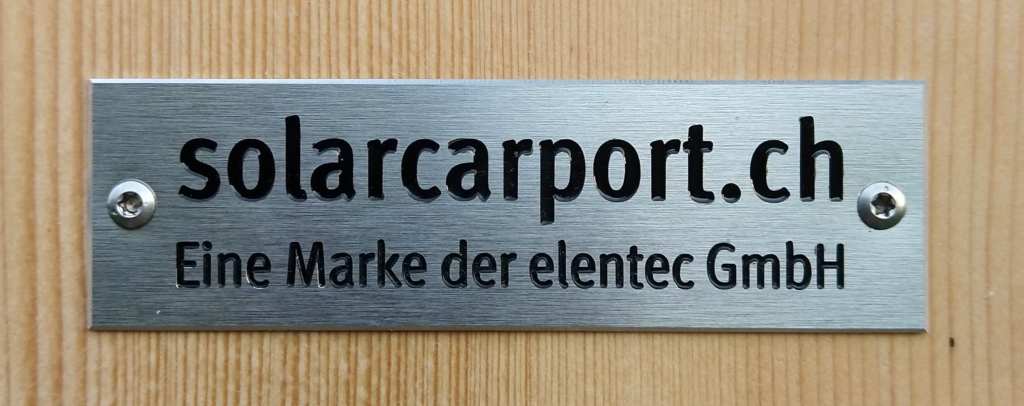 solarcarport.ch
Eine Marke der elentec GmbH